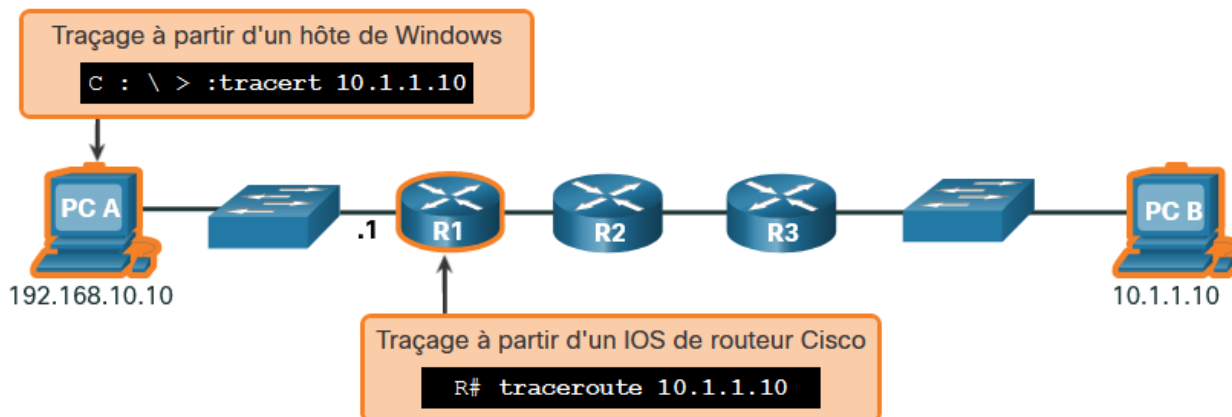 Traçage à partir d'un hôte de Windows
C : \ > :tracert 10.1.1.10
PC A
.1
R1
R2
R3
PC B
192.168.10.10
10.1.1.10
Traçage à partir d'un IOS de routeur Cisco
R# traceroute 10.1.1.10